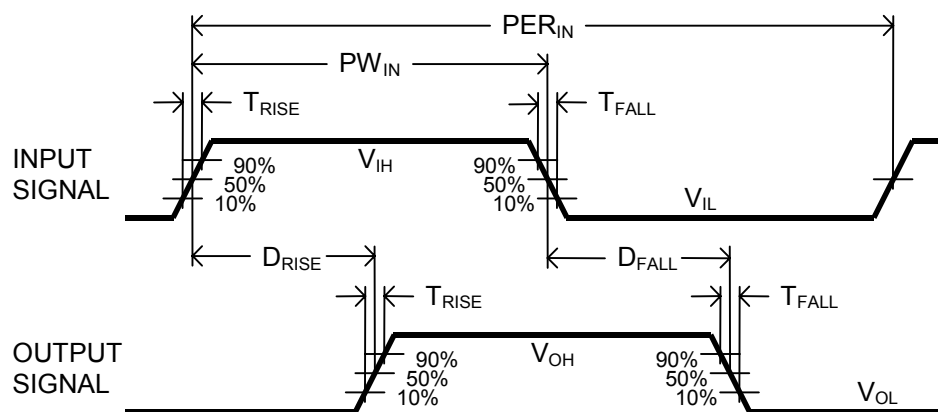 PER_IN
PW_IN
T_RISE
T_FALL
INPUT
SIGNAL
V_IH
90%
50%
10%
90%
50%
10%
V_IL
D_RISE
D_FALL
T_RISE
T_FALL
OUTPUT
SIGNAL
V_OH
90%
50%
10%
90%
50%
10%
V_OL